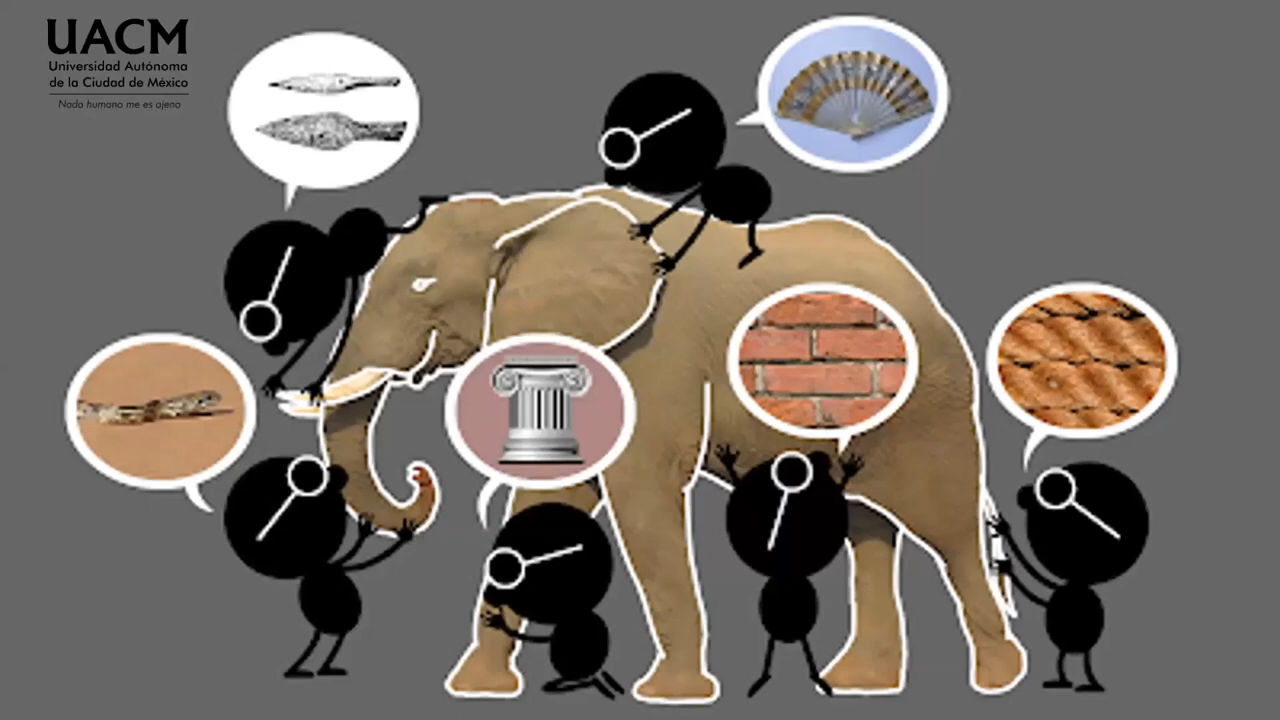 UACM
Universidad Autónoma
de la Ciudad de México
Nada humano me es ajeno